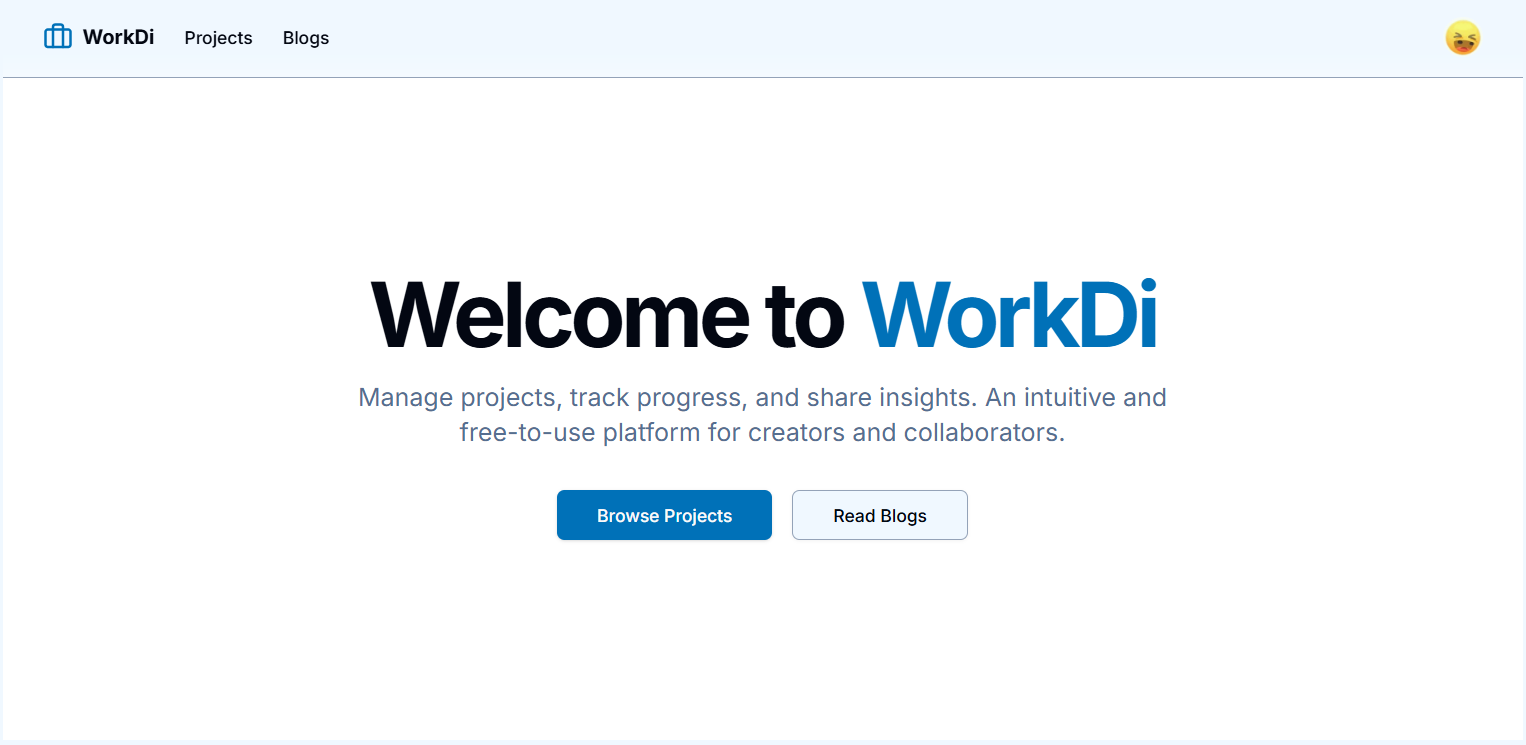 WorkDi Projects Blogs
Welcome to WorkDi
Manage projects, track progress, and share insights. An intuitive and
free-to-use platform for creators and collaborators.
Browse Projects Read Blogs